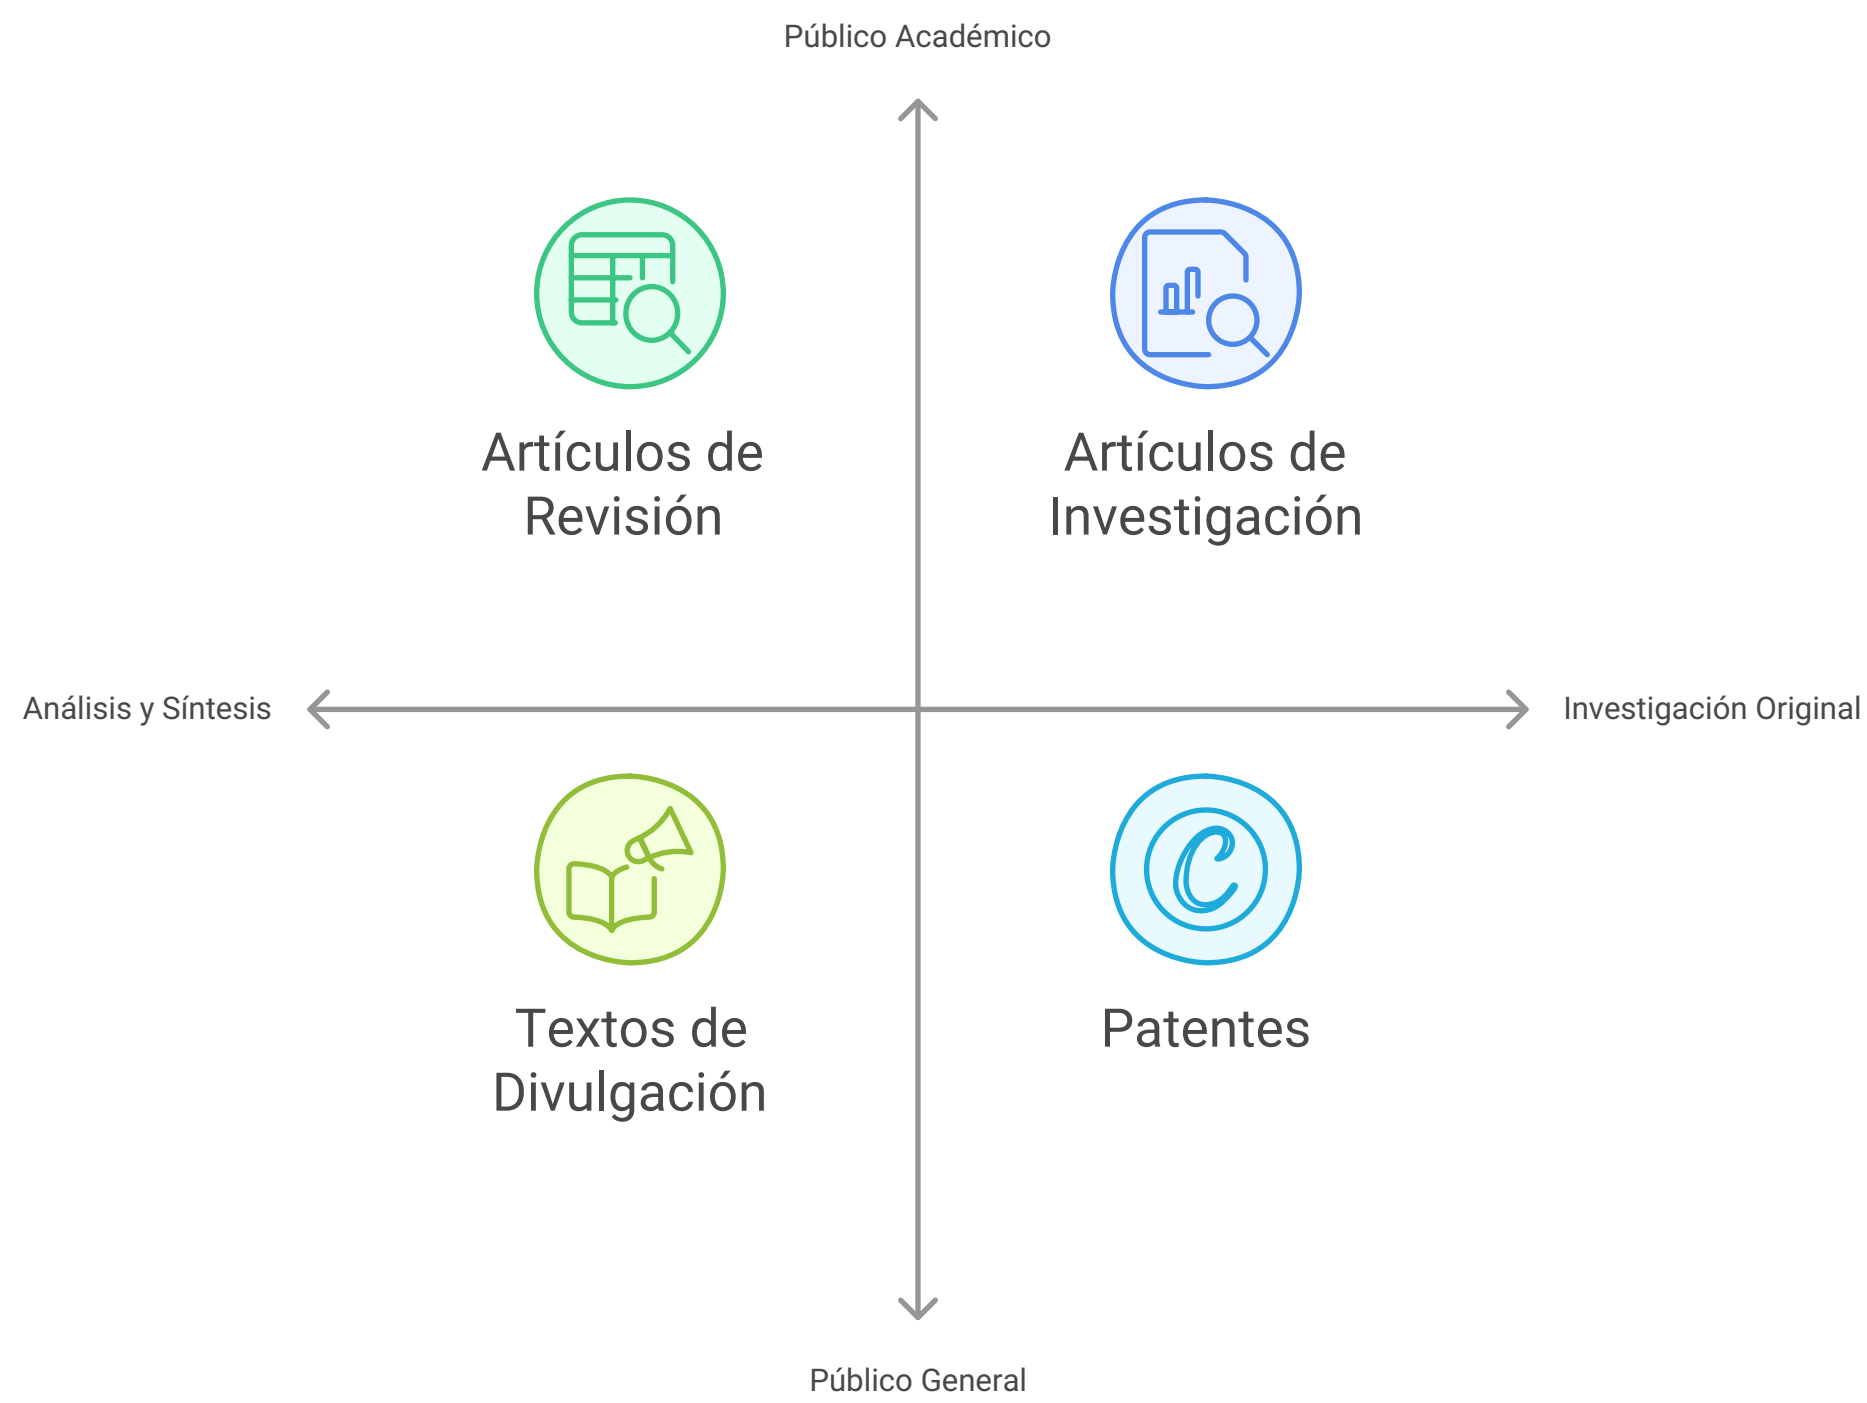 Público Académico
Artículos de
Revisión
Artículos de
Investigación
Análisis y Síntesis
Investigación Original
Textos de
Divulgación
C
Patentes
Público General